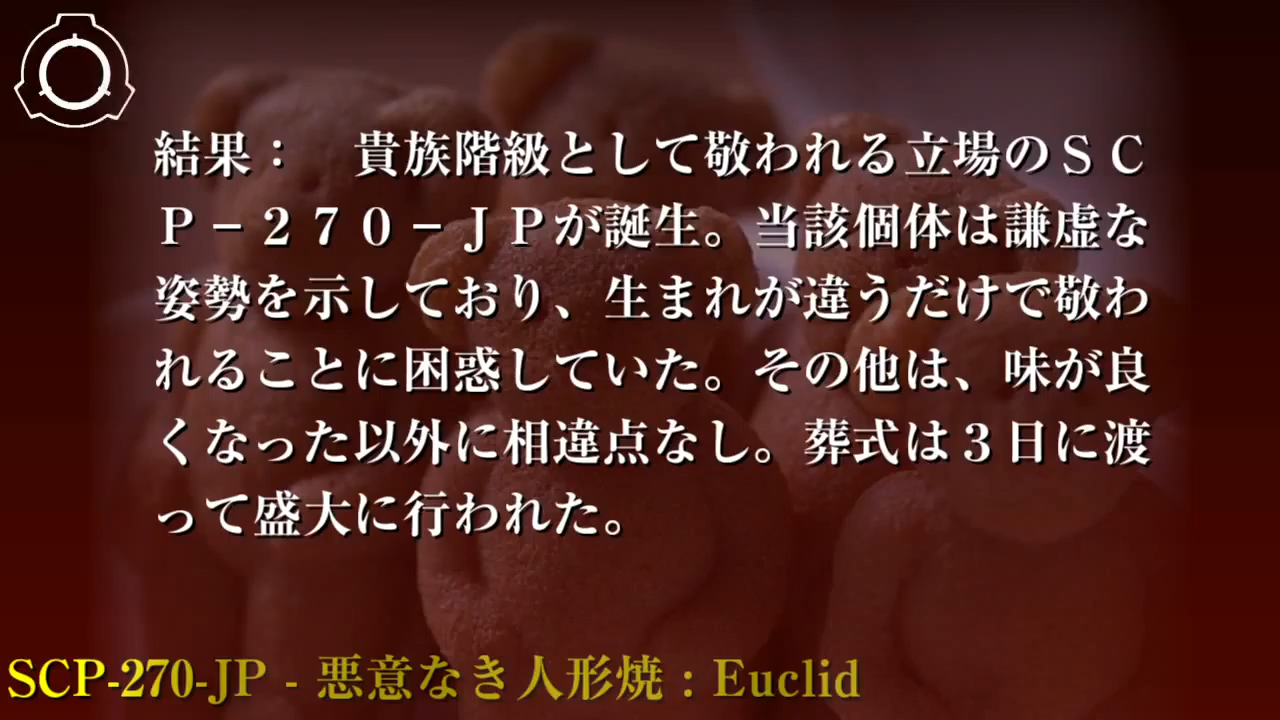 結果：　貴族階級として敬われる立場のＳＣ
Ｐ－２７０－ＪＰが誕生。当該個体は謙虚な
姿勢を示しており、生まれが違うだけで敬わ
れることに困惑していた。その他は、味が良
くなった以外に相違点なし。葬式は３日に渡
って盛大に行われた。
SCP-270-JP - 悪意なき人形焼：Euclid